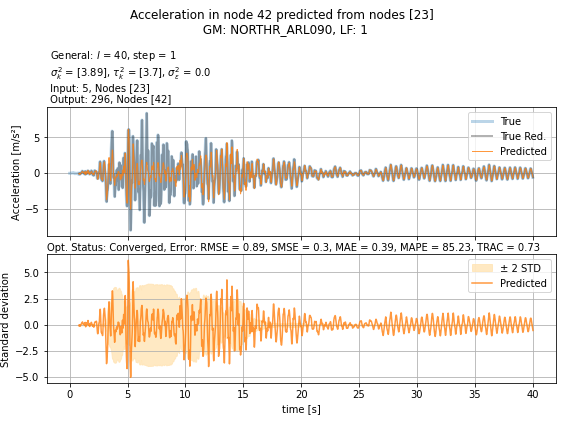 Acceleration in node 42 predicted from nodes [23]
GM: NORTHR_ARL090, LF: 1
General: l = 40, step = 1
σ²ₖ = [3.89], τ²ₖ = [3.7], σ²ε = 0.0
Input: 5, Nodes [23]
Output: 296, Nodes [42]
Acceleration [m/s²]
5
0
−5
True
True Red.
Predicted
Opt. Status: Converged, Error: RMSE = 0.89, SMSE = 0.3, MAE = 0.39, MAPE = 85.23, TRAC = 0.73
Standard deviation
5.0
2.5
0.0
−2.5
−5.0
± 2 STD
Predicted
0 5 10 15 20 25 30 35 40
time [s]